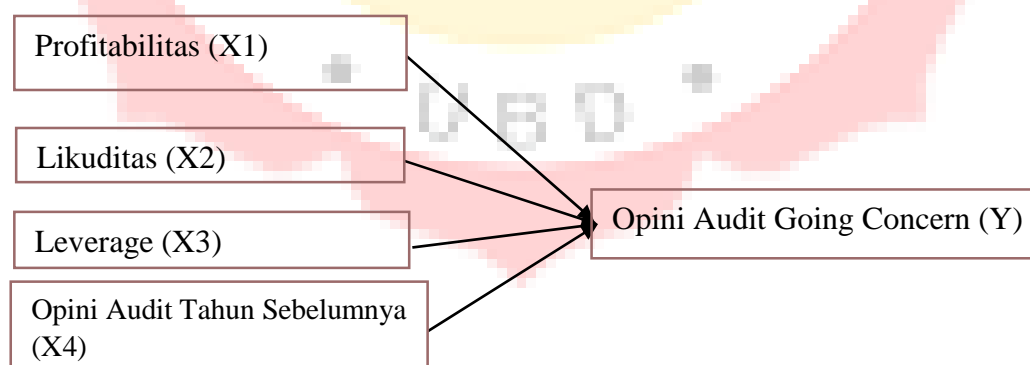 Profitabilitas (X1)
U B D
Likuditas (X2)
Leverage (X3)
Opini Audit Going Concern (Y)
Opini Audit Tahun Sebelumnya
(X4)